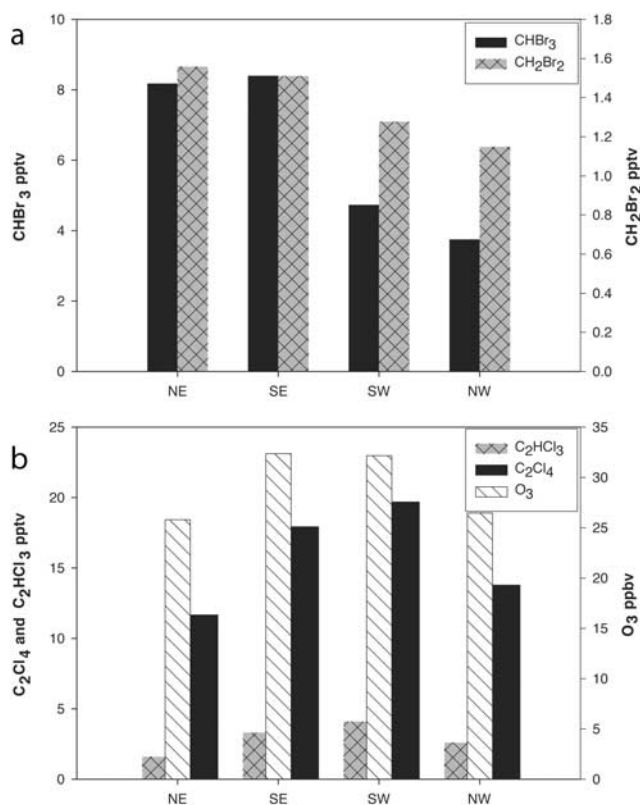 a
10
8
6
4
2
0
CHBr3 pptv
CHBr3
CH2Br2
1.8
1.6
1.4
1.2
1.0
0.8
0.6
0.4
0.2
0.0
CH2Br2 pptv
NE SE SW NW
b
25
20
15
10
5
0
C2Cl4 and C2HCl3 pptv
C2HCl3
C2Cl4
O3
35
30
25
20
15
10
5
0
O3 ppbv
NE SE SW NW